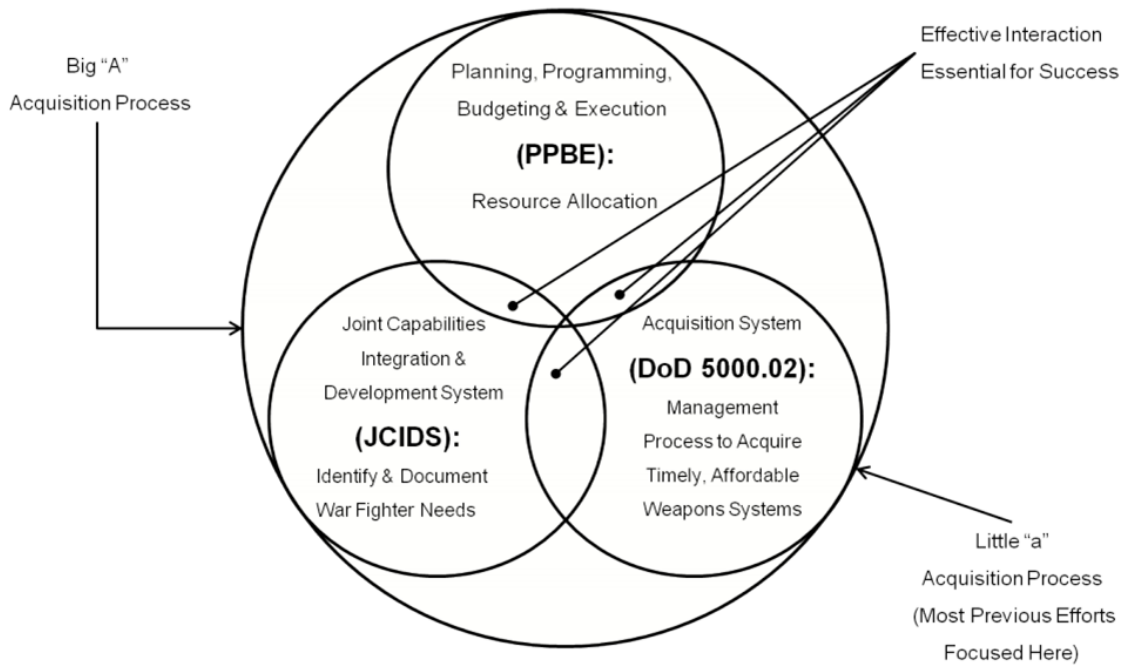 Big “A”
Acquisition Process
Planning, Programming,
Budgeting & Execution
(PPBE):
Resource Allocation
Effective Interaction
Essential for Success
Joint Capabilities
Integration &
Development System
(JCIDS):
Identify & Document
War Fighter Needs
Acquisition System
(DoD 5000.02):
Management
Process to Acquire
Timely, Affordable
Weapons Systems
Little “a”
Acquisition Process
(Most Previous Efforts
Focused Here)